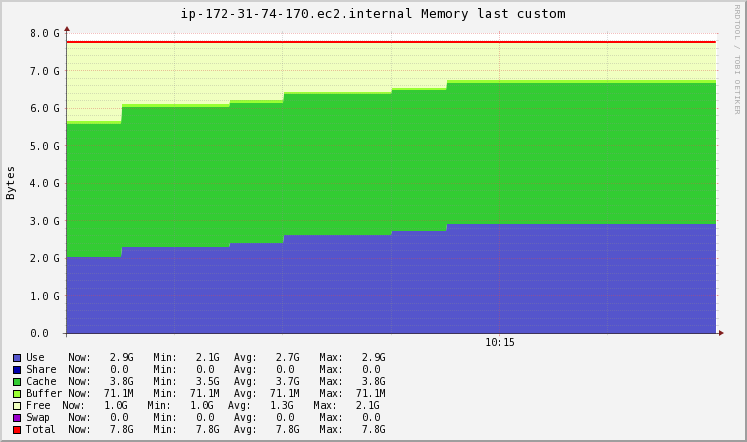 ip-172-31-74-170.ec2.internal Memory last custom
RRDTOOL / TOBI OETIKER
Bytes
8.0 G
7.0 G
6.0 G
5.0 G
4.0 G
3.0 G
2.0 G
1.0 G
0.0
10:15
Use Now: 2.9G Min: 2.1G Avg: 2.7G Max: 2.9G
Share Now: 0.0 Min: 0.0 Avg: 0.0 Max: 0.0
Cache Now: 3.8G Min: 3.5G Avg: 3.7G Max: 3.8G
Buffer Now: 71.1M Min: 71.1M Avg: 71.1M Max: 71.1M
Free Now: 1.0G Min: 1.0G Avg: 1.3G Max: 2.1G
Swap Now: 0.0 Min: 0.0 Avg: 0.0 Max: 0.0
Total Now: 7.8G Min: 7.8G Avg: 7.8G Max: 7.8G